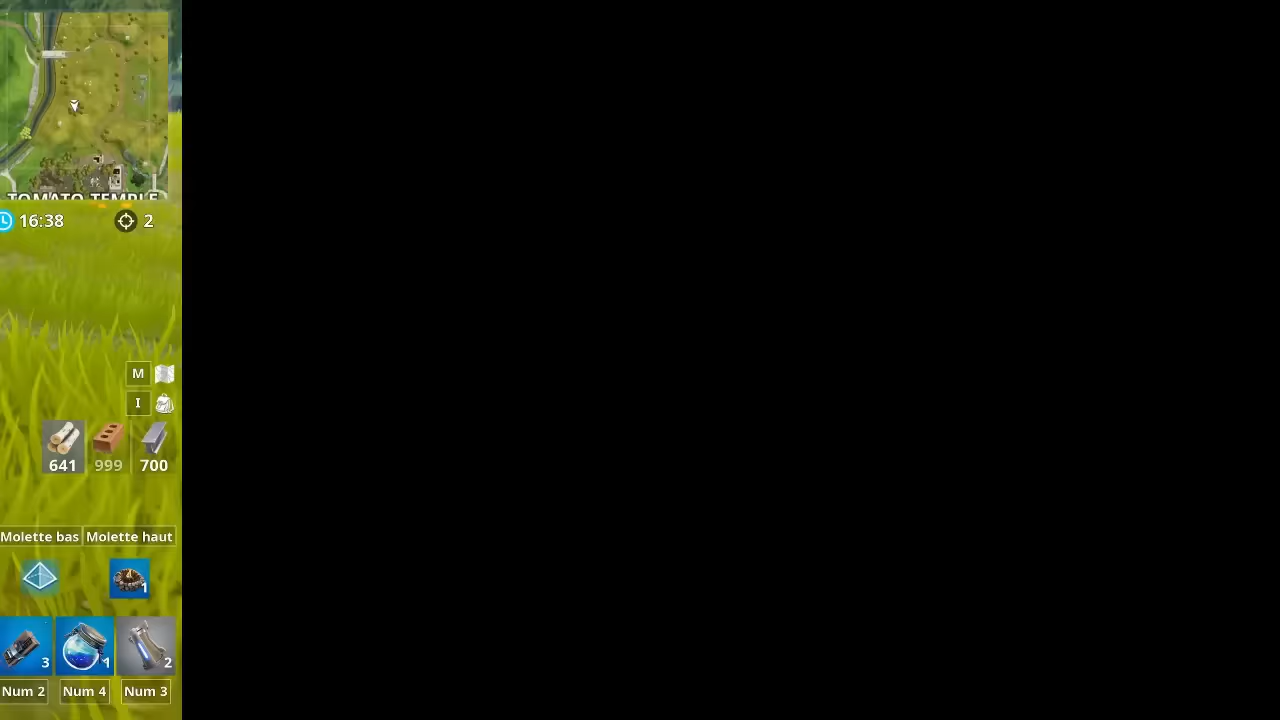 TOMATO TEMPLE
16:38 2
M
I
641 999 700
Molette bas Molette haut
1
3 1 2
Num 2 Num 4 Num 3